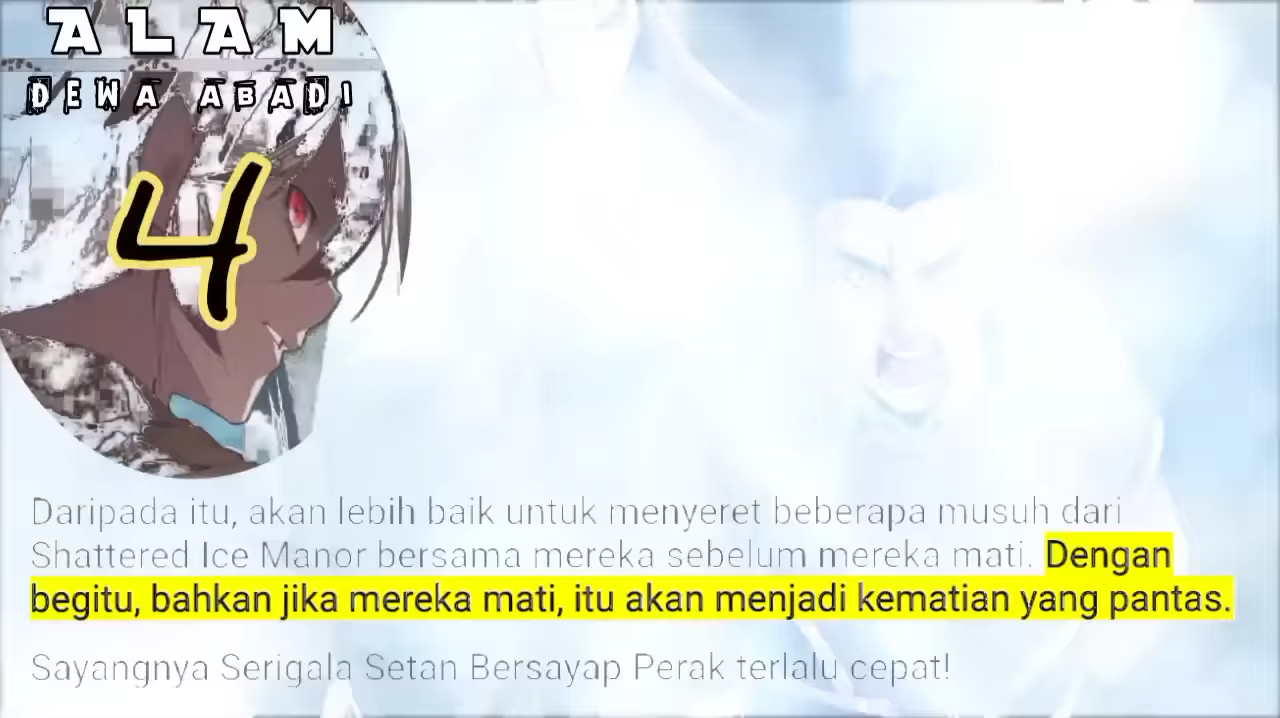 ALAM
DEWA ABADI
4
Daripada itu, akan lebih baik untuk menyeret beberapa musuh dari
Shattered Ice Manor bersama mereka sebelum mereka mati. Dengan
begitu, bahkan jika mereka mati, itu akan menjadi kematian yang pantas.
Sayangnya Serigala Setan Bersayap Perak terlalu cepat!